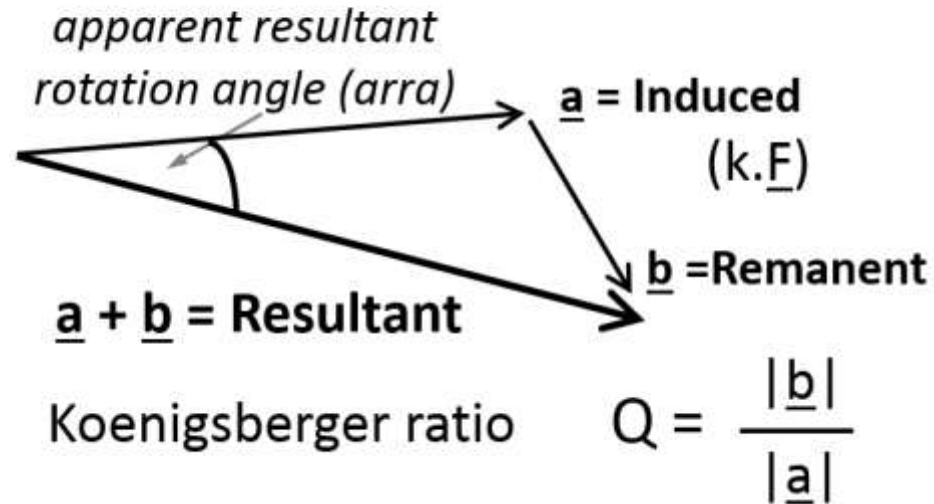 apparent resultant
rotation angle (arra)
a = Induced
(k.F)
b =Remanent
a + b = Resultant
Koenigsberger ratio Q = |b|
|a|